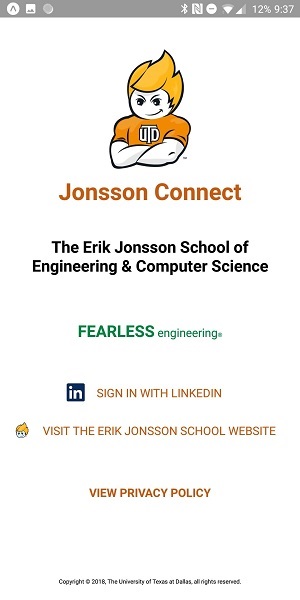 12% 9:37
UTD
Jonsson Connect
The Erik Jonsson School of
Engineering & Computer Science
FEARLESS engineering®
in SIGN IN WITH LINKEDIN
VISIT THE ERIK JONSSON SCHOOL WEBSITE
VIEW PRIVACY POLICY
Copyright © 2018, The University of Texas at Dallas, all rights reserved.